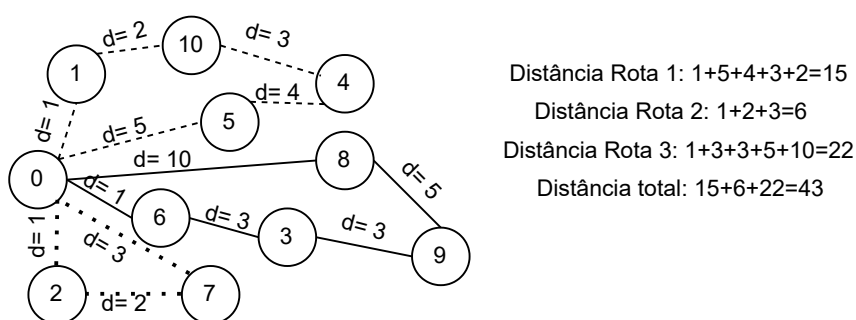 d= 2
10
d= 3
1
4
d= 1
d= 4
5
d= 5
d= 10
8
0
d= 1
d= 5
6
d= 3
3
d= 3
9
d= 1
d= 3
2
d= 2
7
Distância Rota 1: 1+5+4+3+2=15
Distância Rota 2: 1+2+3=6
Distância Rota 3: 1+3+3+5+10=22
Distância total: 15+6+22=43